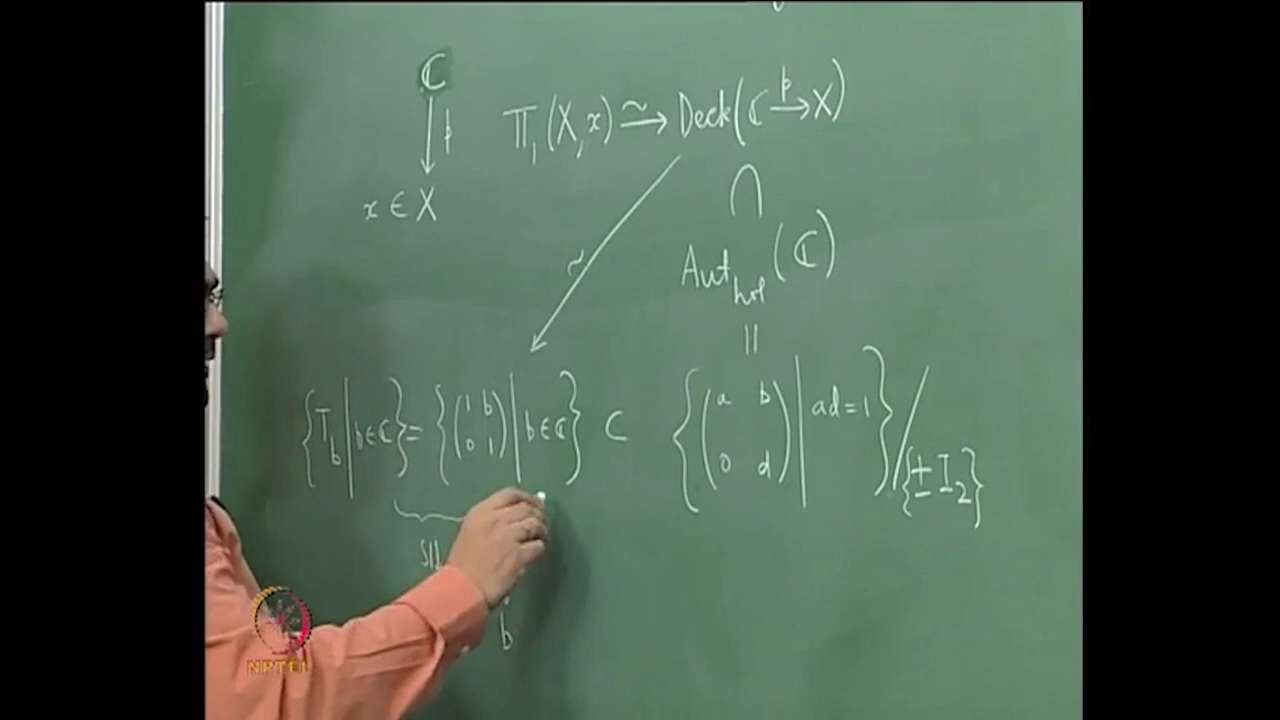 ℂ
↓ p
x ∈ X
Π₁(X, x) ⥲ Deck(ℂ —p→ X)
∩
~
Aut_hol(ℂ)
||
{T_b | b∈ℂ} = {(1 b; 0 1) | b∈ℂ} ⊂ {(a b; 0 d) | ad=1} / {± I₂}
S||
b
NPTEL